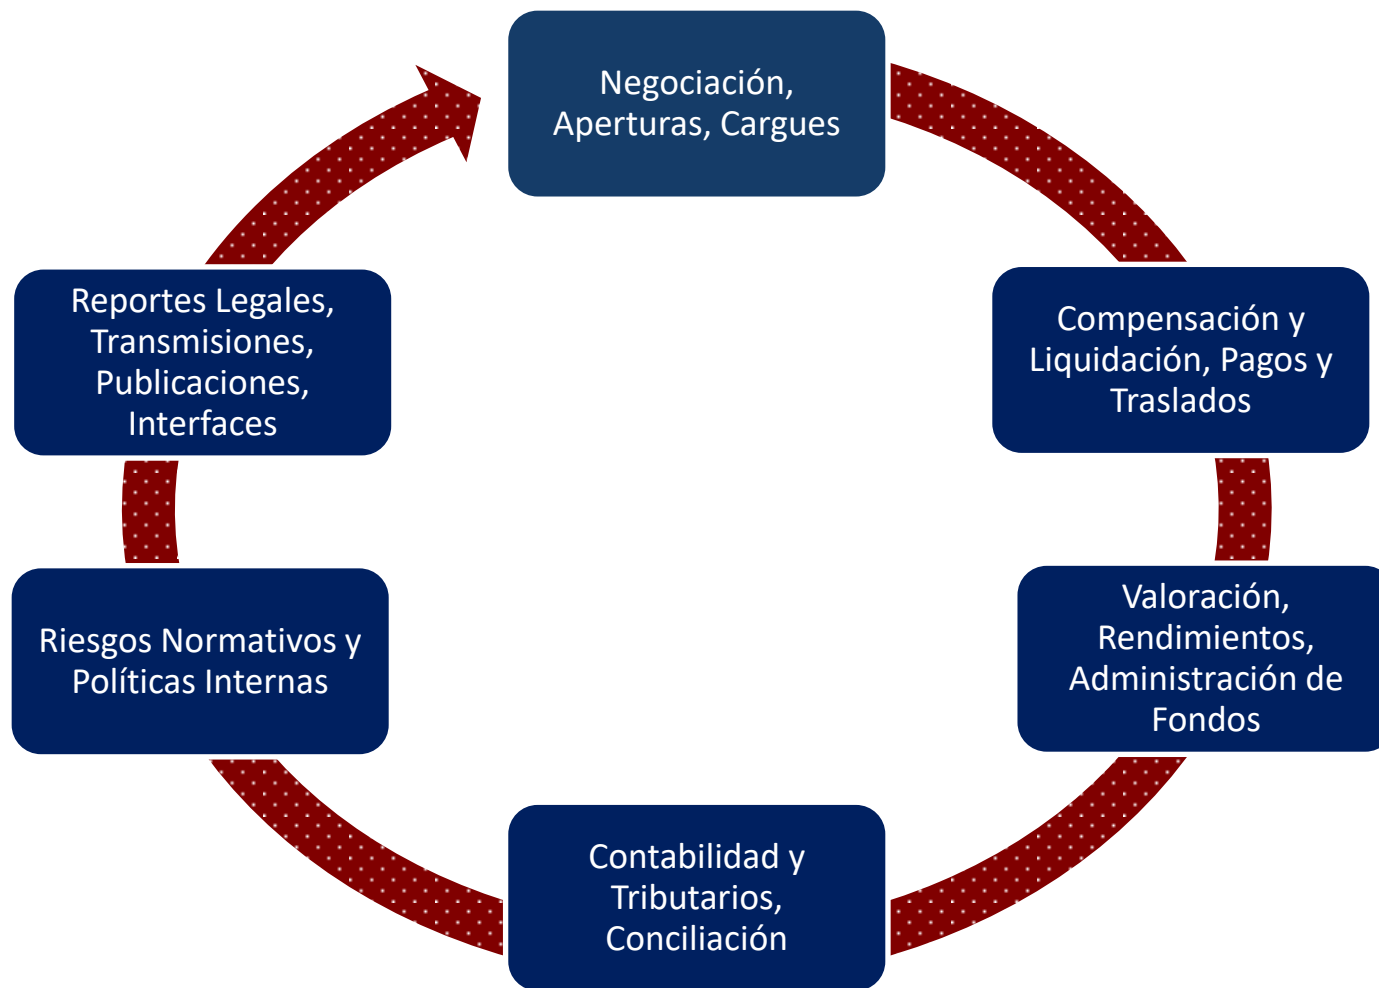 Negociación,
Aperturas, Cargues
Compensación y
Liquidación, Pagos y
Traslados
Valoración,
Rendimientos,
Administración de
Fondos
Contabilidad y
Tributarios,
Conciliación
Riesgos Normativos y
Políticas Internas
Reportes Legales,
Transmisiones,
Publicaciones,
Interfaces